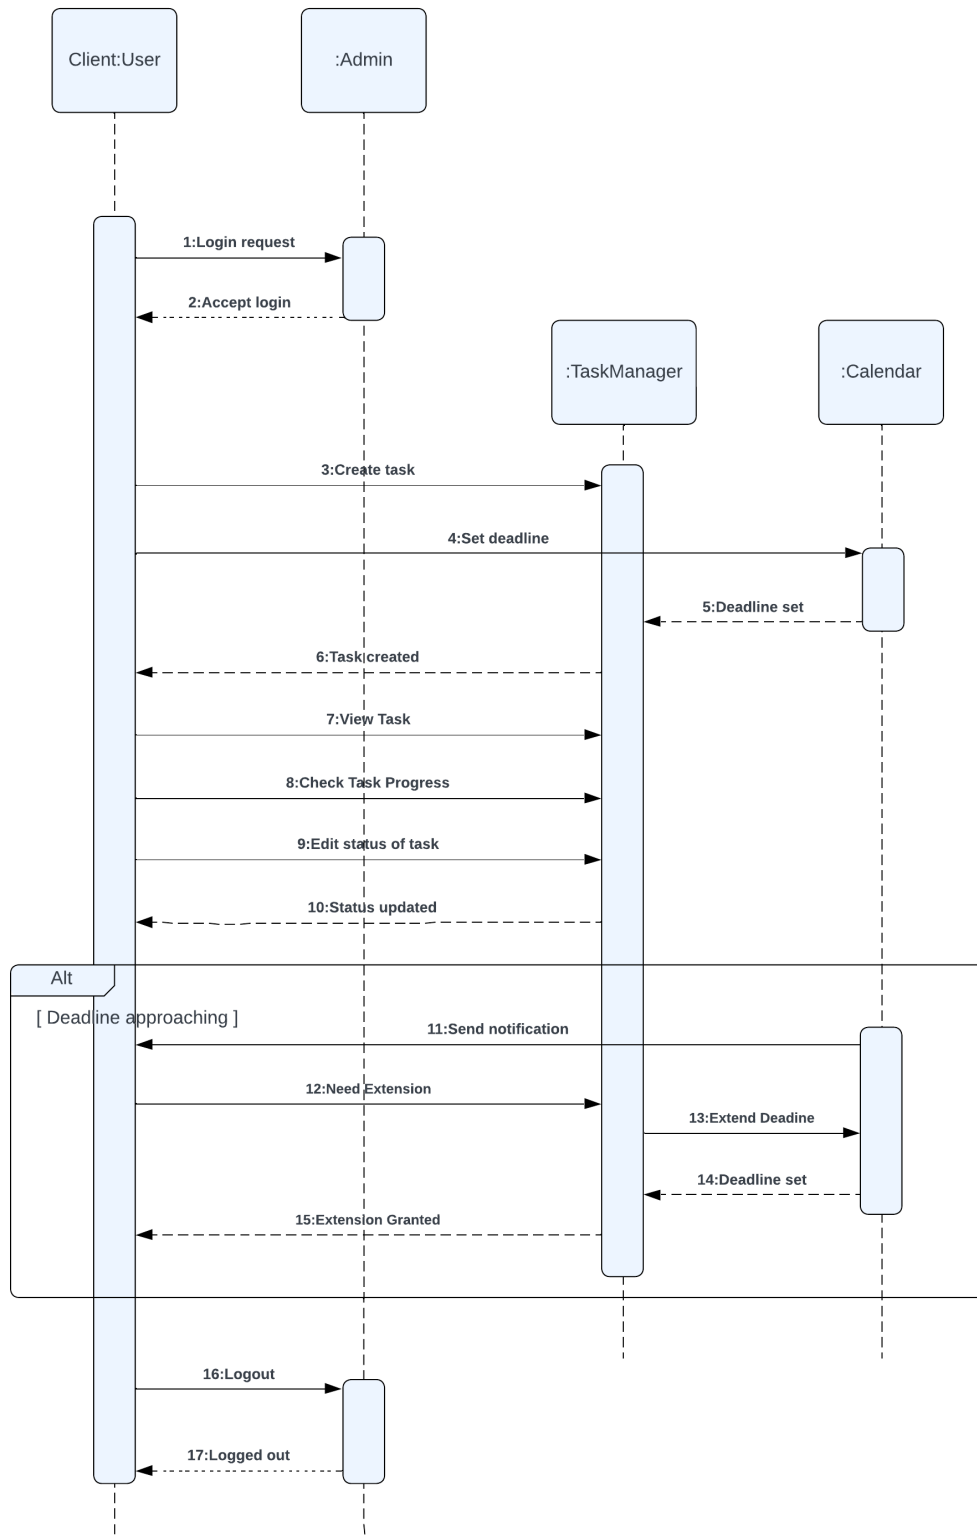 Client:User
:Admin
1:Login request
2:Accept login
:TaskManager
:Calendar
3:Create task
4:Set deadline
5:Deadline set
6:Task created
7:View Task
8:Check Task Progress
9:Edit status of task
10:Status updated
Alt
[ Deadline approaching ]
11:Send notification
12:Need Extension
13:Extend Deadine
14:Deadline set
15:Extension Granted
16:Logout
17:Logged out